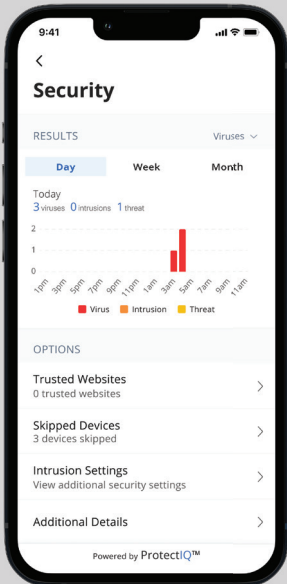 9:41
Security
RESULTS
Viruses
Day Week Month
Today
3 viruses 0 intrusions 1 threat
2
1
0
1pm 3pm 5pm 7pm 9pm 11pm 1am 3am 5am 7am 9am 11am
Virus Intrusion Threat
OPTIONS
Trusted Websites
0 trusted websites
Skipped Devices
3 devices skipped
Intrusion Settings
View additional security settings
Additional Details
Powered by ProtectIQ™